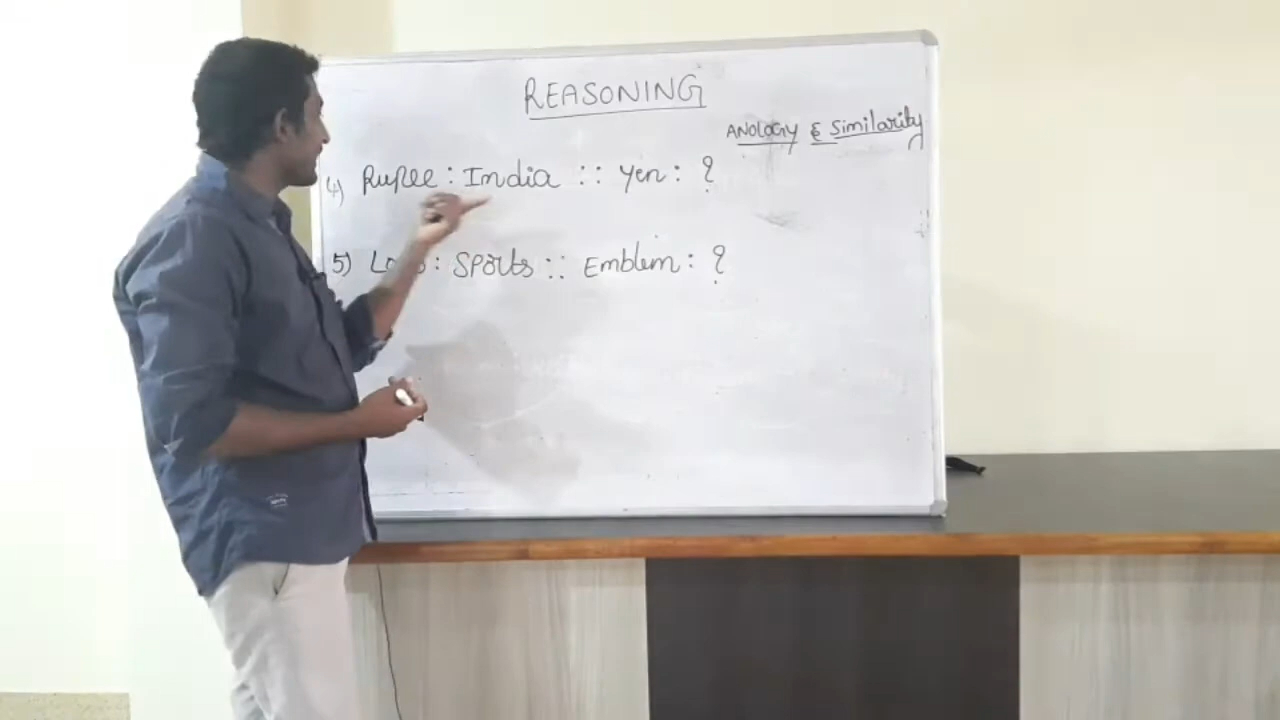 REASONING
ANOLOGY & Similarity
4) Rupee : India :: Yen : ?
5) : Sports :: Emblem : ?